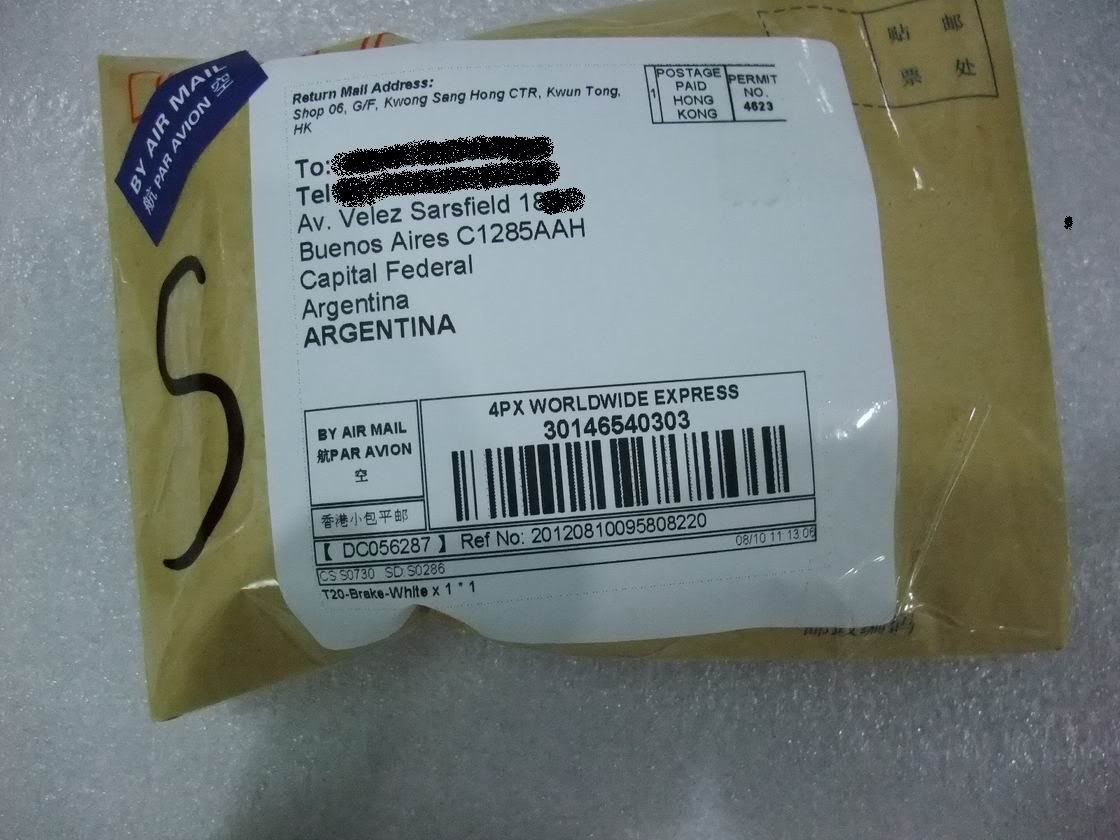 BY AIR MAIL
航 PAR AVION 空
Return Mail Address:
Shop 06, G/F, Kwong Sang Hong CTR, Kwun Tong,
HK
1
POSTAGE
PAID
HONG
KONG
PERMIT
NO.
4623
贴 邮
票 处
To:
Tel
Av. Velez Sarsfield 18
Buenos Aires C1285AAH
Capital Federal
Argentina
ARGENTINA
BY AIR MAIL
航PAR AVION
空
香港小包平邮
4PX WORLDWIDE EXPRESS
30146540303
【 DC056287 】 Ref No: 20120810095808220
08/10 11 13:06
CS:S0730 SD:S0286
T20-Brake-White x 1 * 1
S